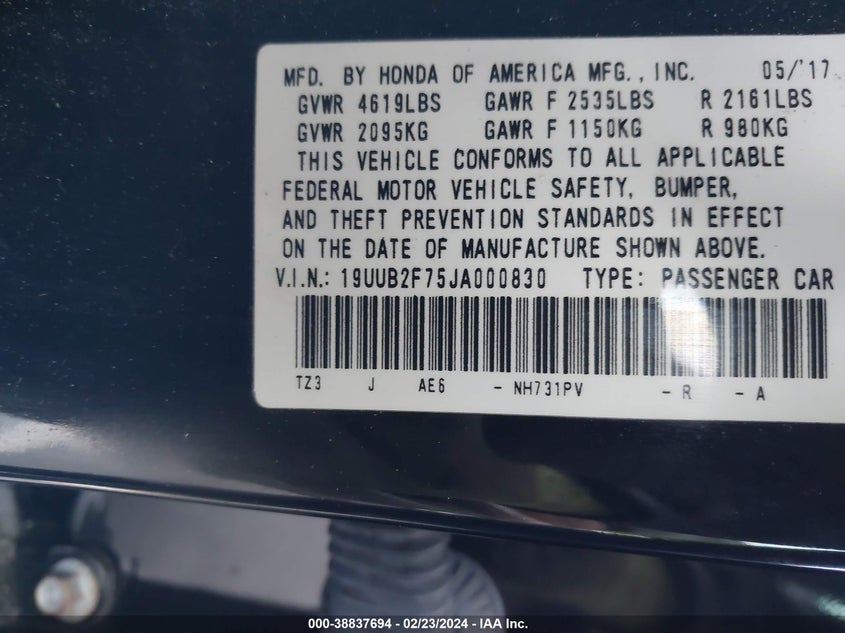 MFD. BY HONDA OF AMERICA MFG., INC. 05/'17
GVWR 4619LBS GAWR F 2535LBS R 2161LBS
GVWR 2095KG GAWR F 1150KG R 980KG
THIS VEHICLE CONFORMS TO ALL APPLICABLE
FEDERAL MOTOR VEHICLE SAFETY, BUMPER,
AND THEFT PREVENTION STANDARDS IN EFFECT
ON THE DATE OF MANUFACTURE SHOWN ABOVE.
V.I.N.: 19UUB2F75JA000830 TYPE: PASSENGER CAR
TZ3 J AE6 - NH731PV - R - A
000-38837694 - 02/23/2024 - IAA Inc.